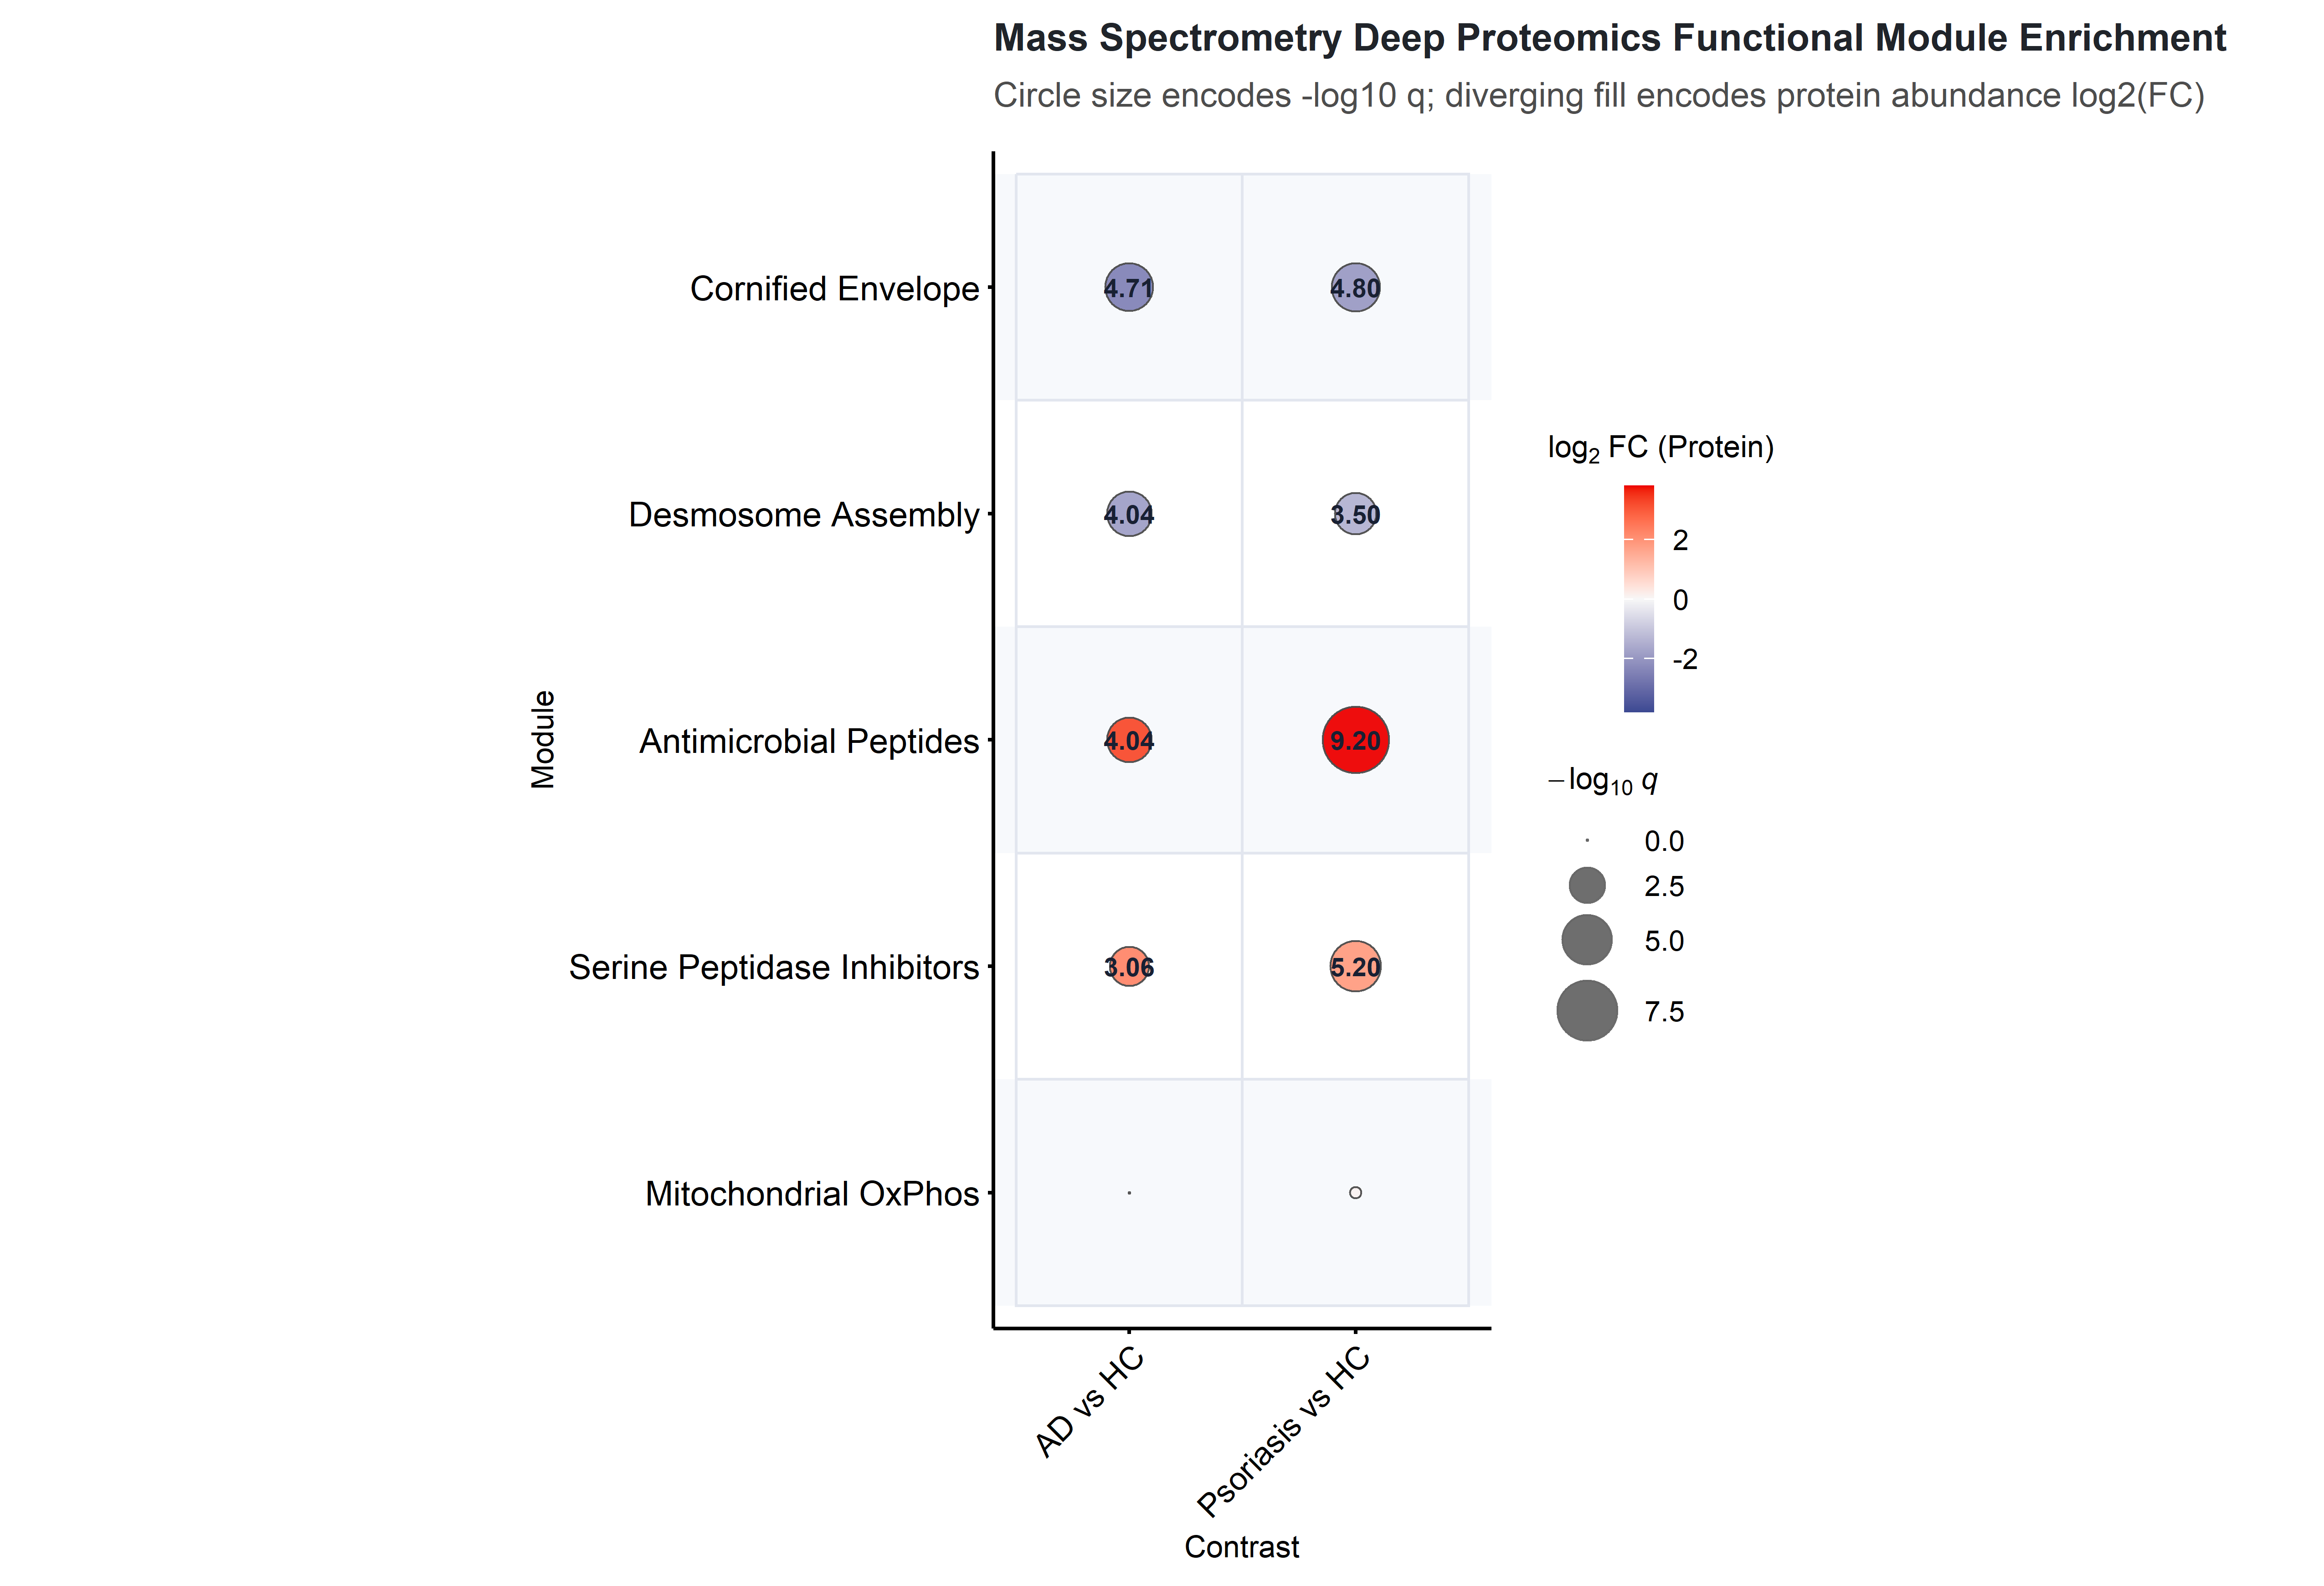 Mass Spectrometry Deep Proteomics Functional Module Enrichment
Circle size encodes -log10 q; diverging fill encodes protein abundance log2(FC)
Module
Cornified Envelope
4.71
4.80
Desmosome Assembly
4.04
3.50
Antimicrobial Peptides
4.04
9.20
Serine Peptidase Inhibitors
3.06
5.20
Mitochondrial OxPhos
AD vs HC
Psoriasis vs HC
Contrast
log₂ FC (Protein)
2
0
-2
−log₁₀ q
0.0
2.5
5.0
7.5